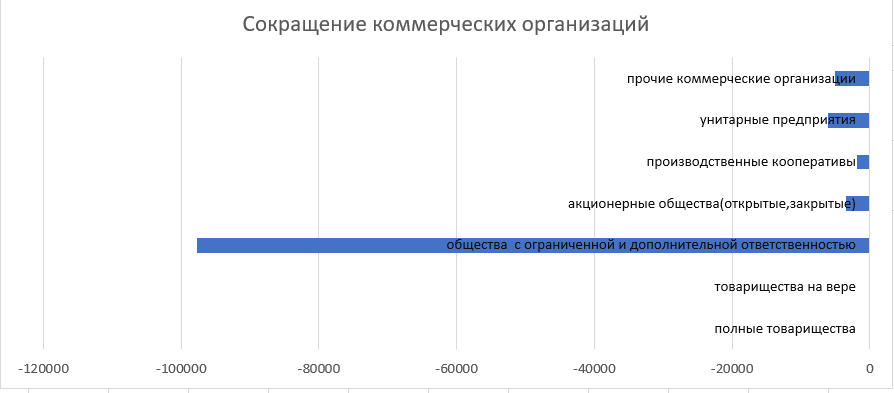 Сокращение коммерческих организаций
прочие коммерческие организации
унитарные предприятия
производственные кооперативы
акционерные общества(открытые,закрытые)
общества  с ограниченной и дополнительной ответственностью
товарищества на вере
полные товарищества
-120000 -100000 -80000 -60000 -40000 -20000 0